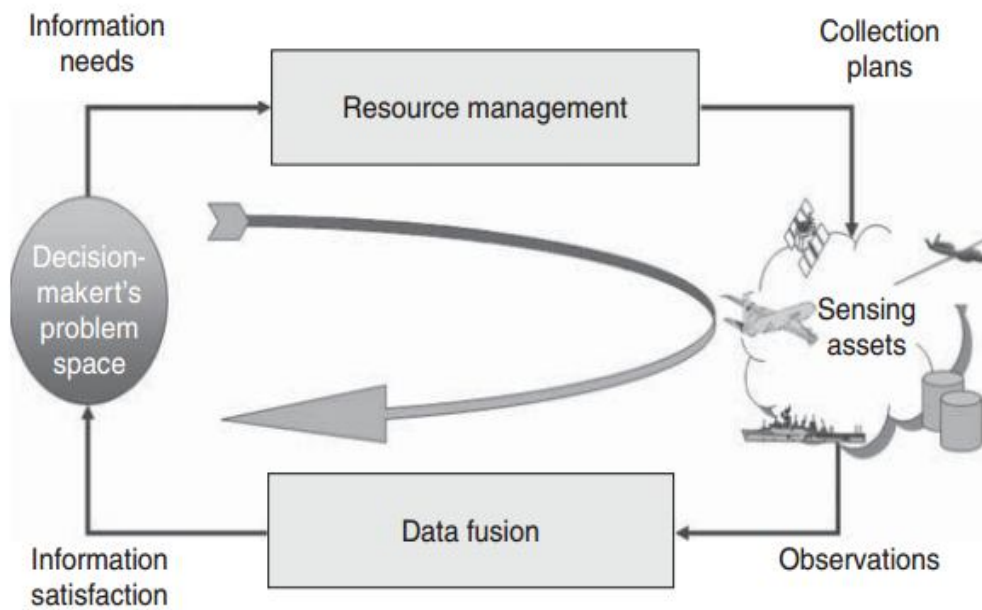 Information
needs
Collection
plans
Resource management
Decision-
makert's
problem
space
Sensing
assets
Data fusion
Information
satisfaction
Observations